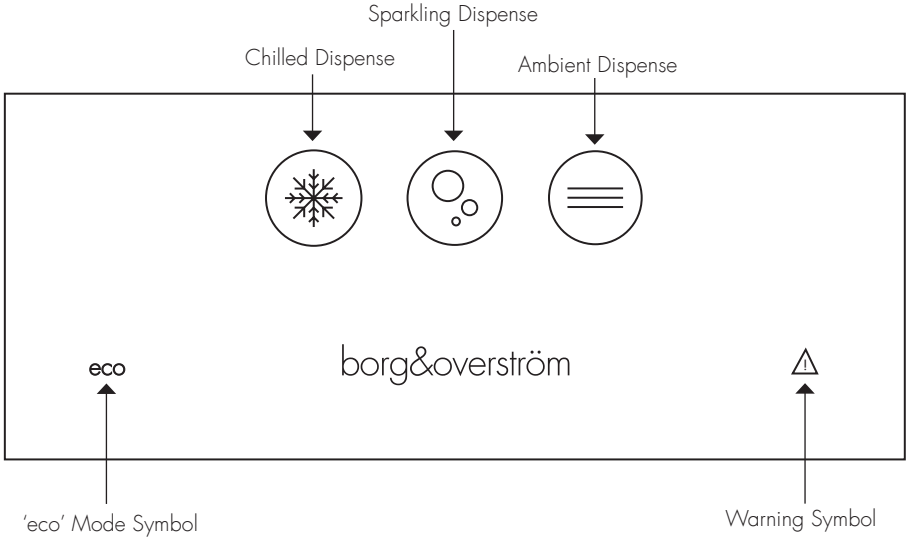 Sparkling Dispense
Chilled Dispense
Ambient Dispense
eco
borg&overström
!
'eco' Mode Symbol
Warning Symbol